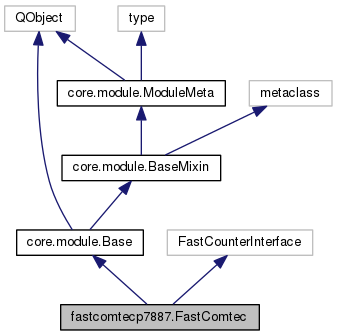 QObject
type
core.module.ModuleMeta
metaclass
core.module.BaseMixin
core.module.Base
FastCounterInterface
fastcomtecp7887.FastComtec